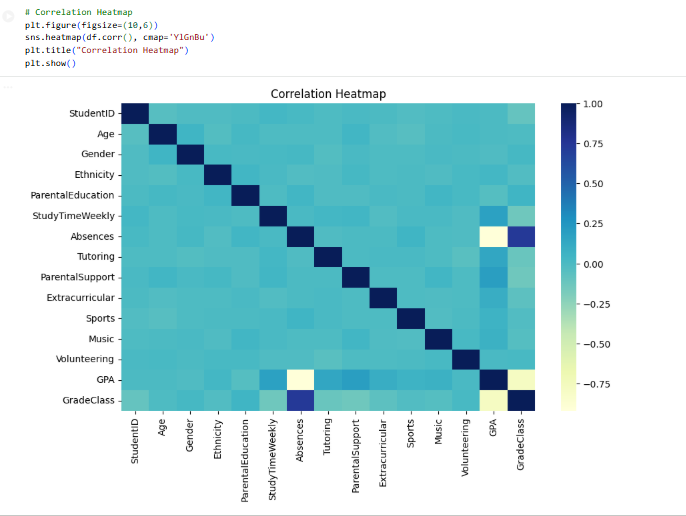 # Correlation Heatmap
plt.figure(figsize=(10,6))
sns.heatmap(df.corr(), cmap='YlGnBu')
plt.title("Correlation Heatmap")
plt.show()
Correlation Heatmap
StudentID
Age
Gender
Ethnicity
ParentalEducation
StudyTimeWeekly
Absences
Tutoring
ParentalSupport
Extracurricular
Sports
Music
Volunteering
GPA
GradeClass
StudentID
Age
Gender
Ethnicity
ParentalEducation
StudyTimeWeekly
Absences
Tutoring
ParentalSupport
Extracurricular
Sports
Music
Volunteering
GPA
GradeClass
1.00
0.75
0.50
0.25
0.00
−0.25
−0.50
−0.75